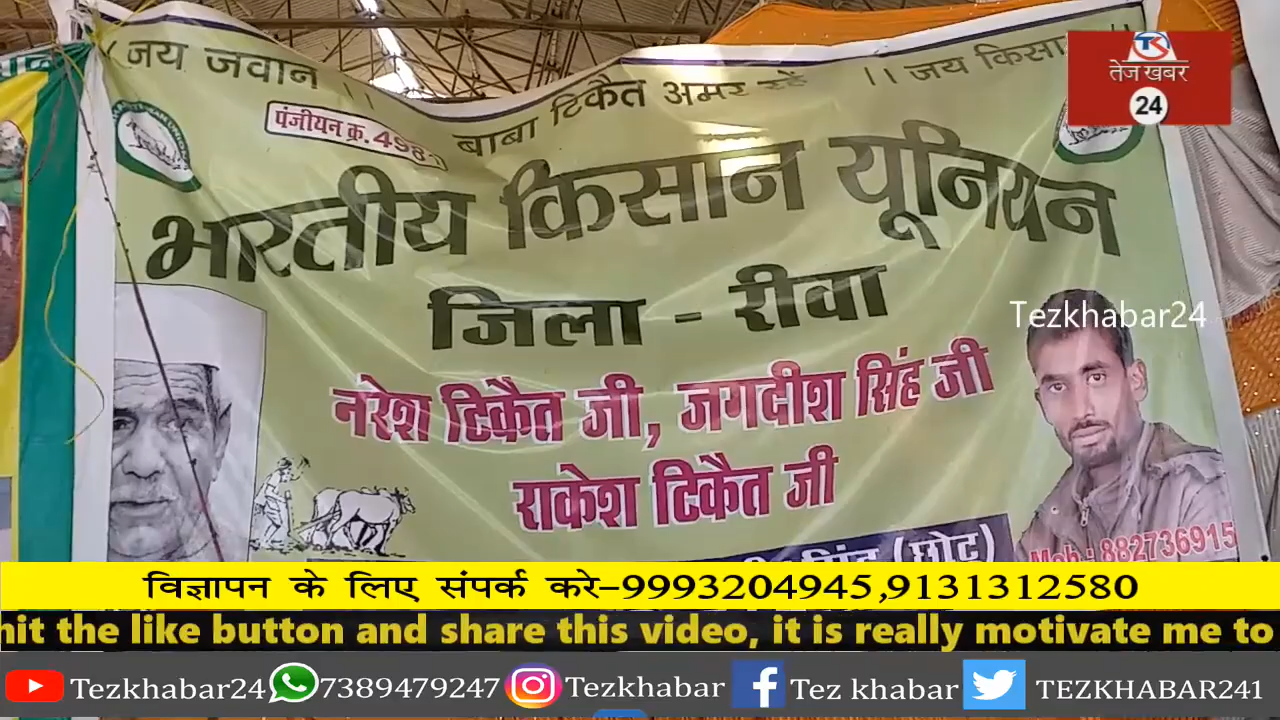 जय जवान ।।
बाबा टिकैत अमर रहें
।। जय किसान
पंजीयन क्र. 4981
तेज खबर
24
भारतीय किसान यूनियन
जिला - रीवा
Tezkhabar24
नरेश टिकैत जी, जगदीश सिंह जी
राकेश टिकैत जी
सिंह (छोटू)
Mob.: 882736915
विज्ञापन के लिए संपर्क करे-9993204945,9131312580
hit the like button and share this video, it is really motivate me to
Tezkhabar24 7389479247 Tezkhabar Tez khabar TEZKHABAR241